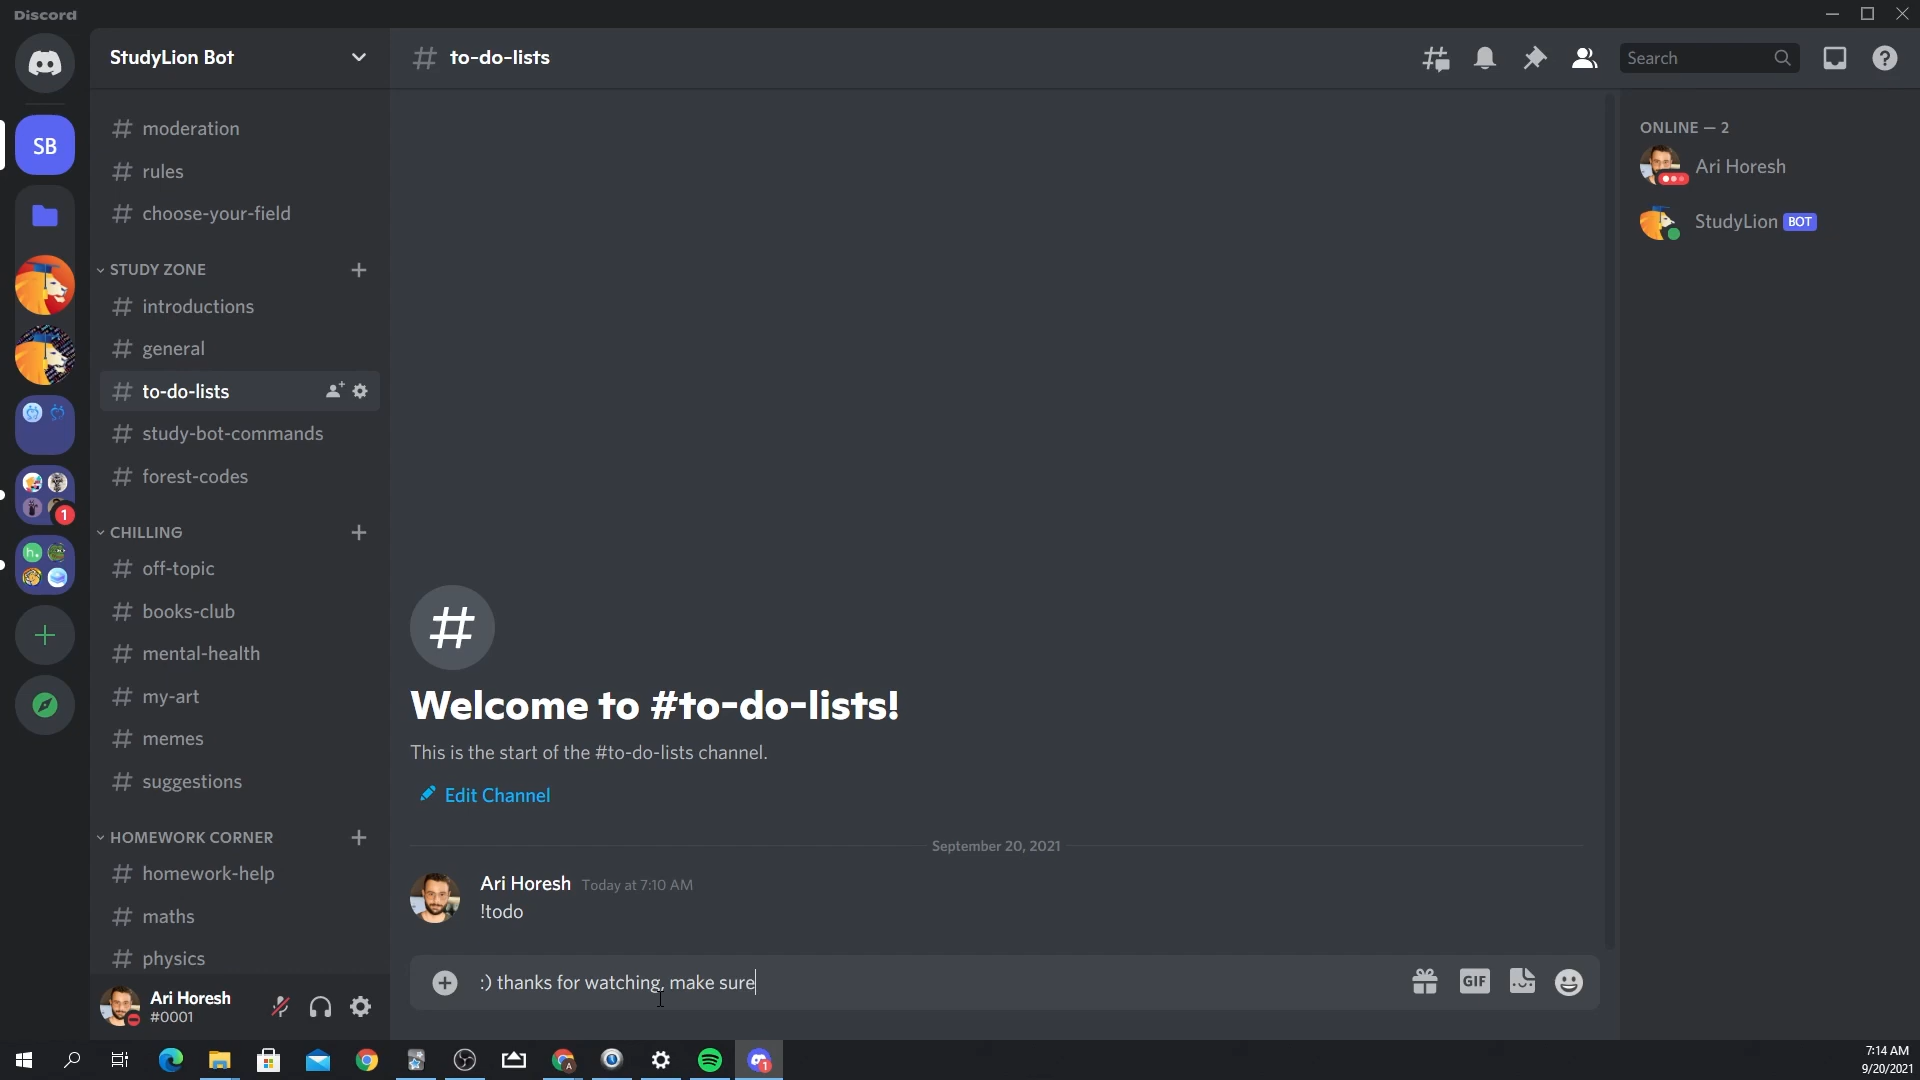 Discord
StudyLion Bot
to-do-lists
Search
SB
moderation
rules
choose-your-field
STUDY ZONE
introductions
general
to-do-lists
study-bot-commands
forest-codes
1
CHILLING
off-topic
h.
books-club
mental-health
my-art
memes
suggestions
HOMEWORK CORNER
homework-help
maths
physics
Ari Horesh
#0001
Welcome to #to-do-lists!
This is the start of the #to-do-lists channel.
Edit Channel
September 20, 2021
Ari Horesh Today at 7:10 AM
!todo
:) thanks for watching, make sure
GIF
ONLINE — 2
Ari Horesh
StudyLion BOT
A
1
7:14 AM
9/20/2021